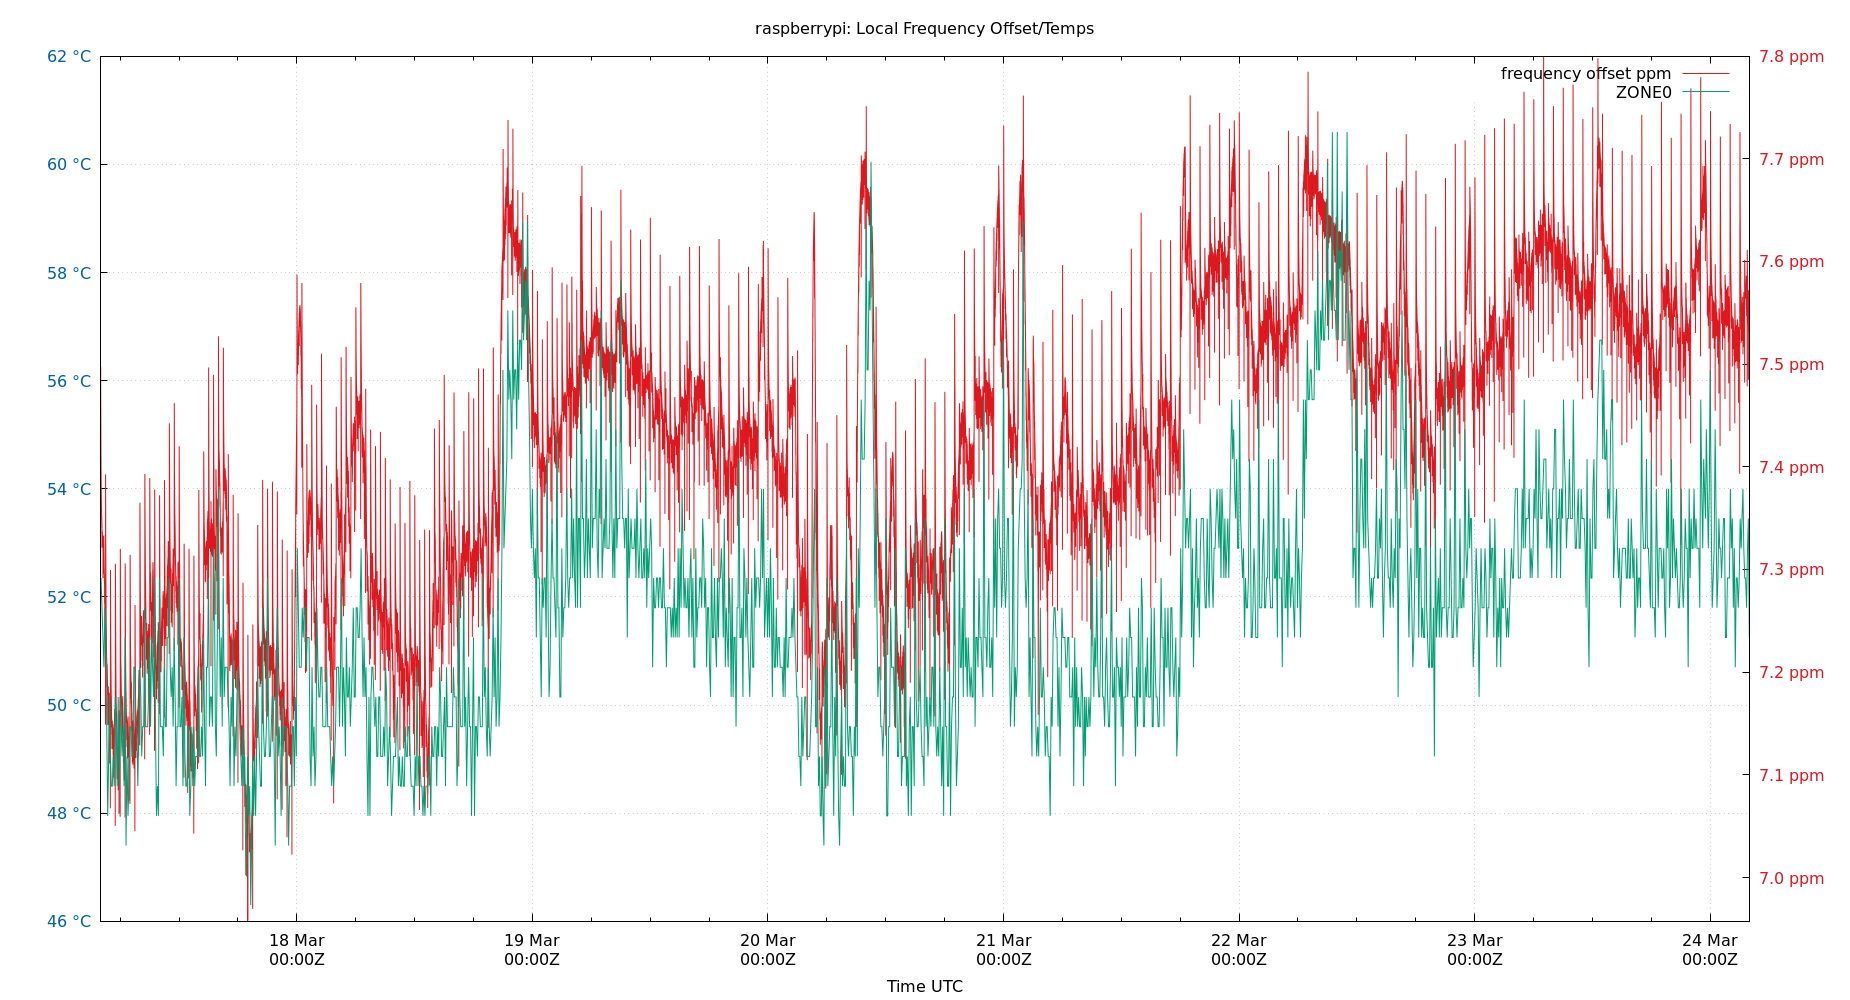 raspberrypi: Local Frequency Offset/Temps
62 °C
60 °C
58 °C
56 °C
54 °C
52 °C
50 °C
48 °C
46 °C
7.8 ppm
7.7 ppm
7.6 ppm
7.5 ppm
7.4 ppm
7.3 ppm
7.2 ppm
7.1 ppm
7.0 ppm
frequency offset ppm
ZONE0
18 Mar
00:00Z
19 Mar
00:00Z
20 Mar
00:00Z
21 Mar
00:00Z
22 Mar
00:00Z
23 Mar
00:00Z
24 Mar
00:00Z
Time UTC